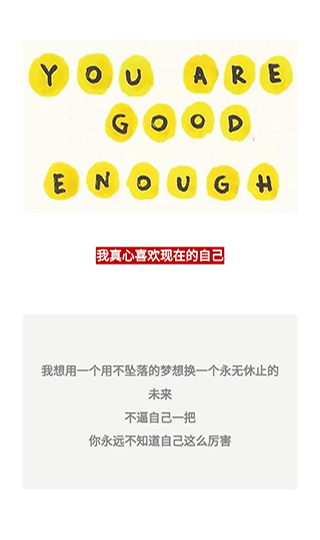 YOU ARE
GOOD
ENOUGH
我真心喜欢现在的自己
我想用一个用不坠落的梦想换一个永无休止的
未来
不逼自己一把
你永远不知道自己这么厉害